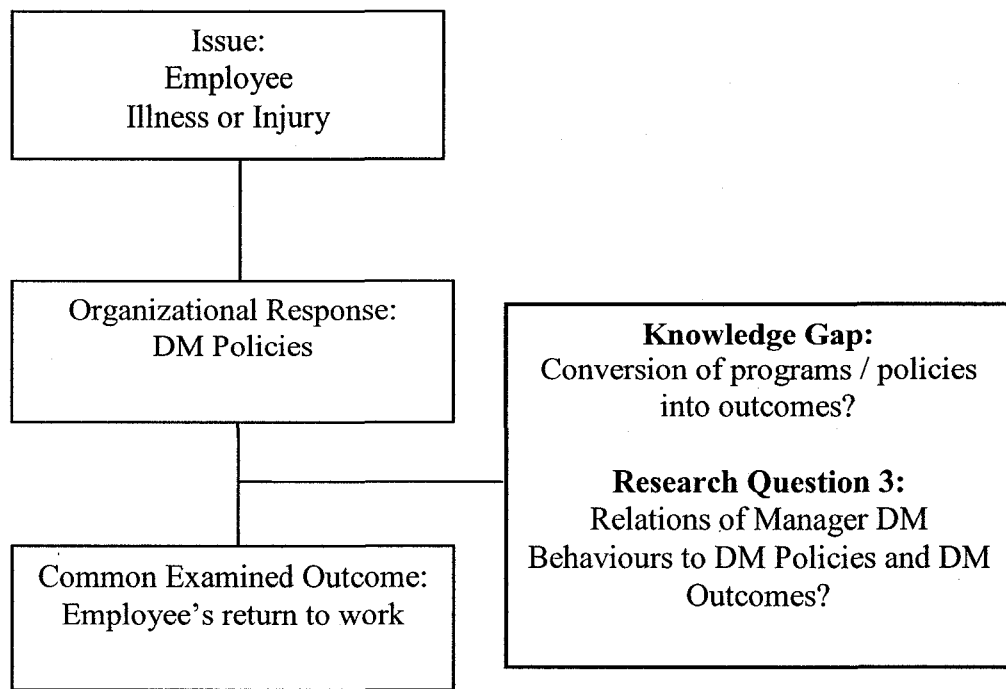 Issue:
Employee
Illness or Injury
Organizational Response:
DM Policies
Knowledge Gap:
Conversion of programs / policies
into outcomes?
Research Question 3:
Relations of Manager DM
Behaviours to DM Policies and DM
Outcomes?
Common Examined Outcome:
Employee's return to work